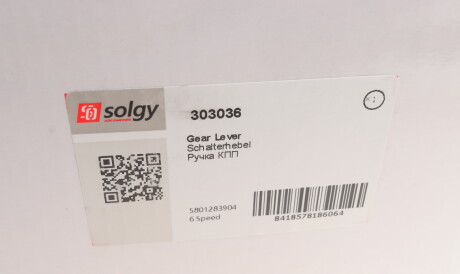 solgy
303036
Gear Lever
Schalterhebel
Ручка КПП
5801283904
6 Speed
8418578186064